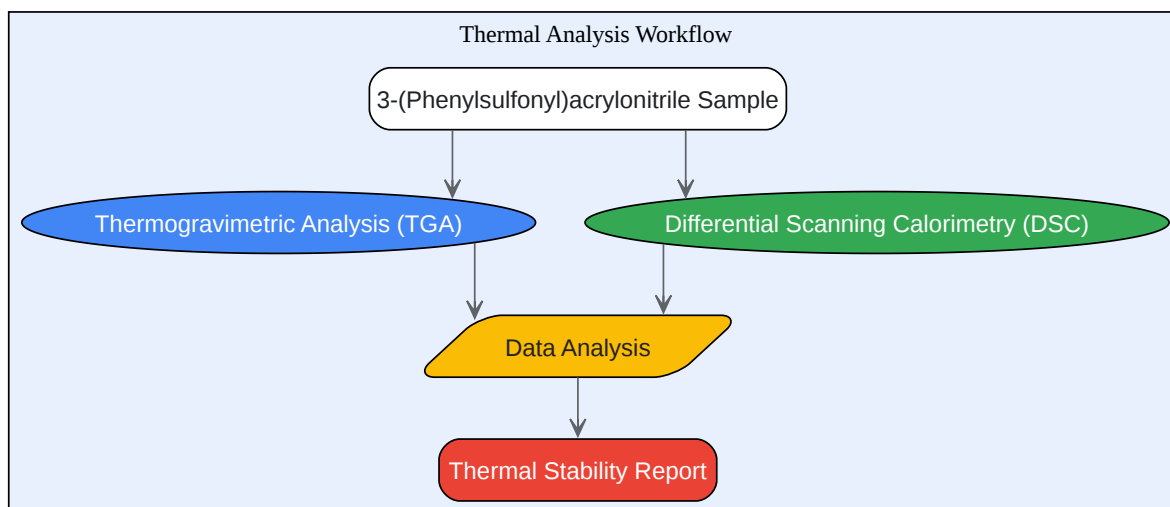 Thermal Analysis Workflow
3-(Phenylsulfonyl)acrylonitrile Sample
Thermogravimetric Analysis (TGA)
Differential Scanning Calorimetry (DSC)
Data Analysis
Thermal Stability Report